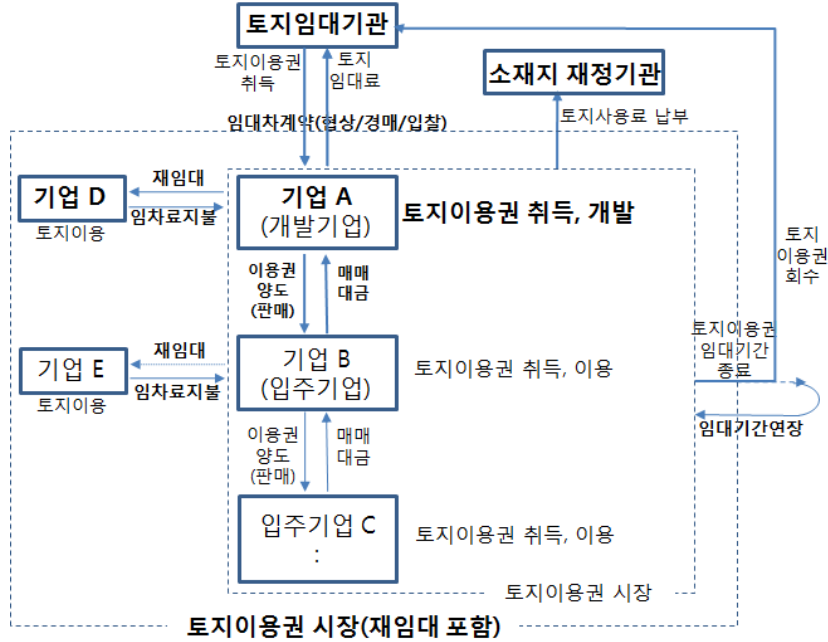 토지임대기관
토지이용권
취득
토지
임대료
소재지 재정기관
임대차계약(협상/경매/입찰)
토지사용료 납부
기업 D
토지이용
재임대
임차료지불
기업 A
(개발기업)
토지이용권 취득, 개발
토지
이용권
회수
이용권
양도
(판매)
매매
대금
기업 E
토지이용
재임대
임차료지불
기업 B
(입주기업)
토지이용권 취득, 이용
토지이용권
임대기간
종료
임대기간연장
이용권
양도
(판매)
매매
대금
입주기업 C
:
토지이용권 취득, 이용
토지이용권 시장
토지이용권 시장(재임대 포함)